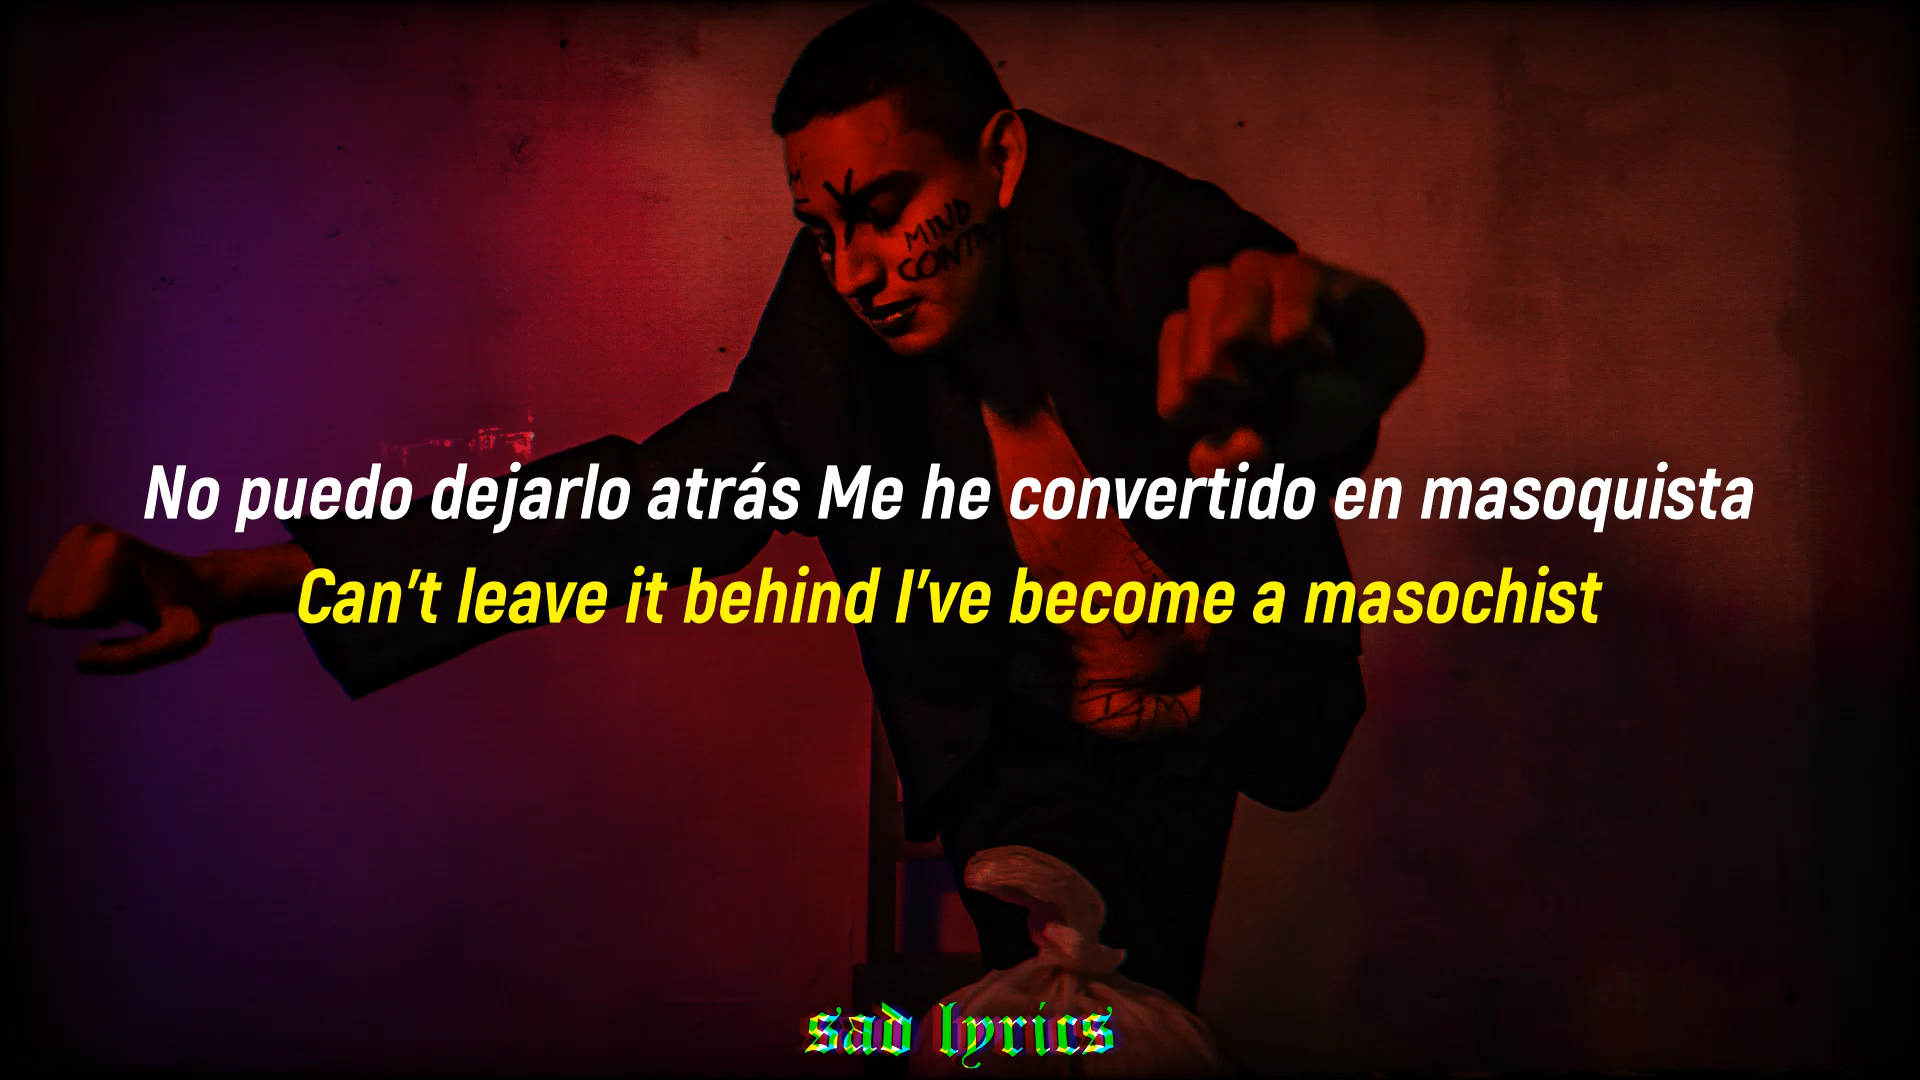 MIND
No puedo dejarlo atrás Me he convertido en masoquista
Can't leave it behind I've become a masochist
sad lyrics